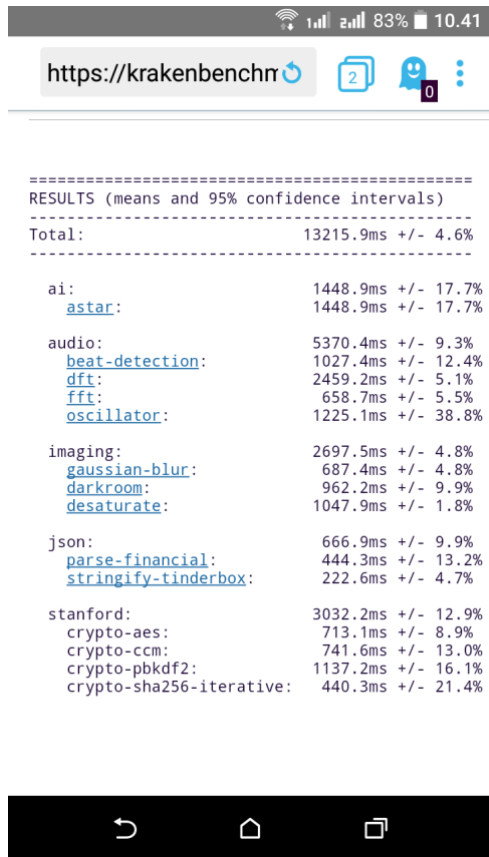 83% 10.41
https://krakenbenchm
2
0
===============================================
RESULTS (means and 95% confidence intervals)
-----------------------------------------------
Total: 13215.9ms +/- 4.6%
-----------------------------------------------
ai: 1448.9ms +/- 17.7%
astar: 1448.9ms +/- 17.7%
audio: 5370.4ms +/- 9.3%
beat-detection: 1027.4ms +/- 12.4%
dft: 2459.2ms +/- 5.1%
fft: 658.7ms +/- 5.5%
oscillator: 1225.1ms +/- 38.8%
imaging: 2697.5ms +/- 4.8%
gaussian-blur: 687.4ms +/- 4.8%
darkroom: 962.2ms +/- 9.9%
desaturate: 1047.9ms +/- 1.8%
json: 666.9ms +/- 9.9%
parse-financial: 444.3ms +/- 13.2%
stringify-tinderbox: 222.6ms +/- 4.7%
stanford: 3032.2ms +/- 12.9%
crypto-aes: 713.1ms +/- 8.9%
crypto-ccm: 741.6ms +/- 13.0%
crypto-pbkdf2: 1137.2ms +/- 16.1%
crypto-sha256-iterative: 440.3ms +/- 21.4%